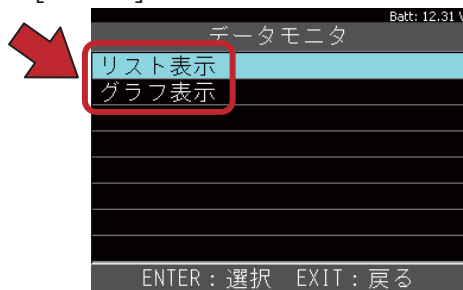 Batt: 12.31 V
データモニタ
リスト表示
グラフ表示
ENTER：選択 EXIT：戻る